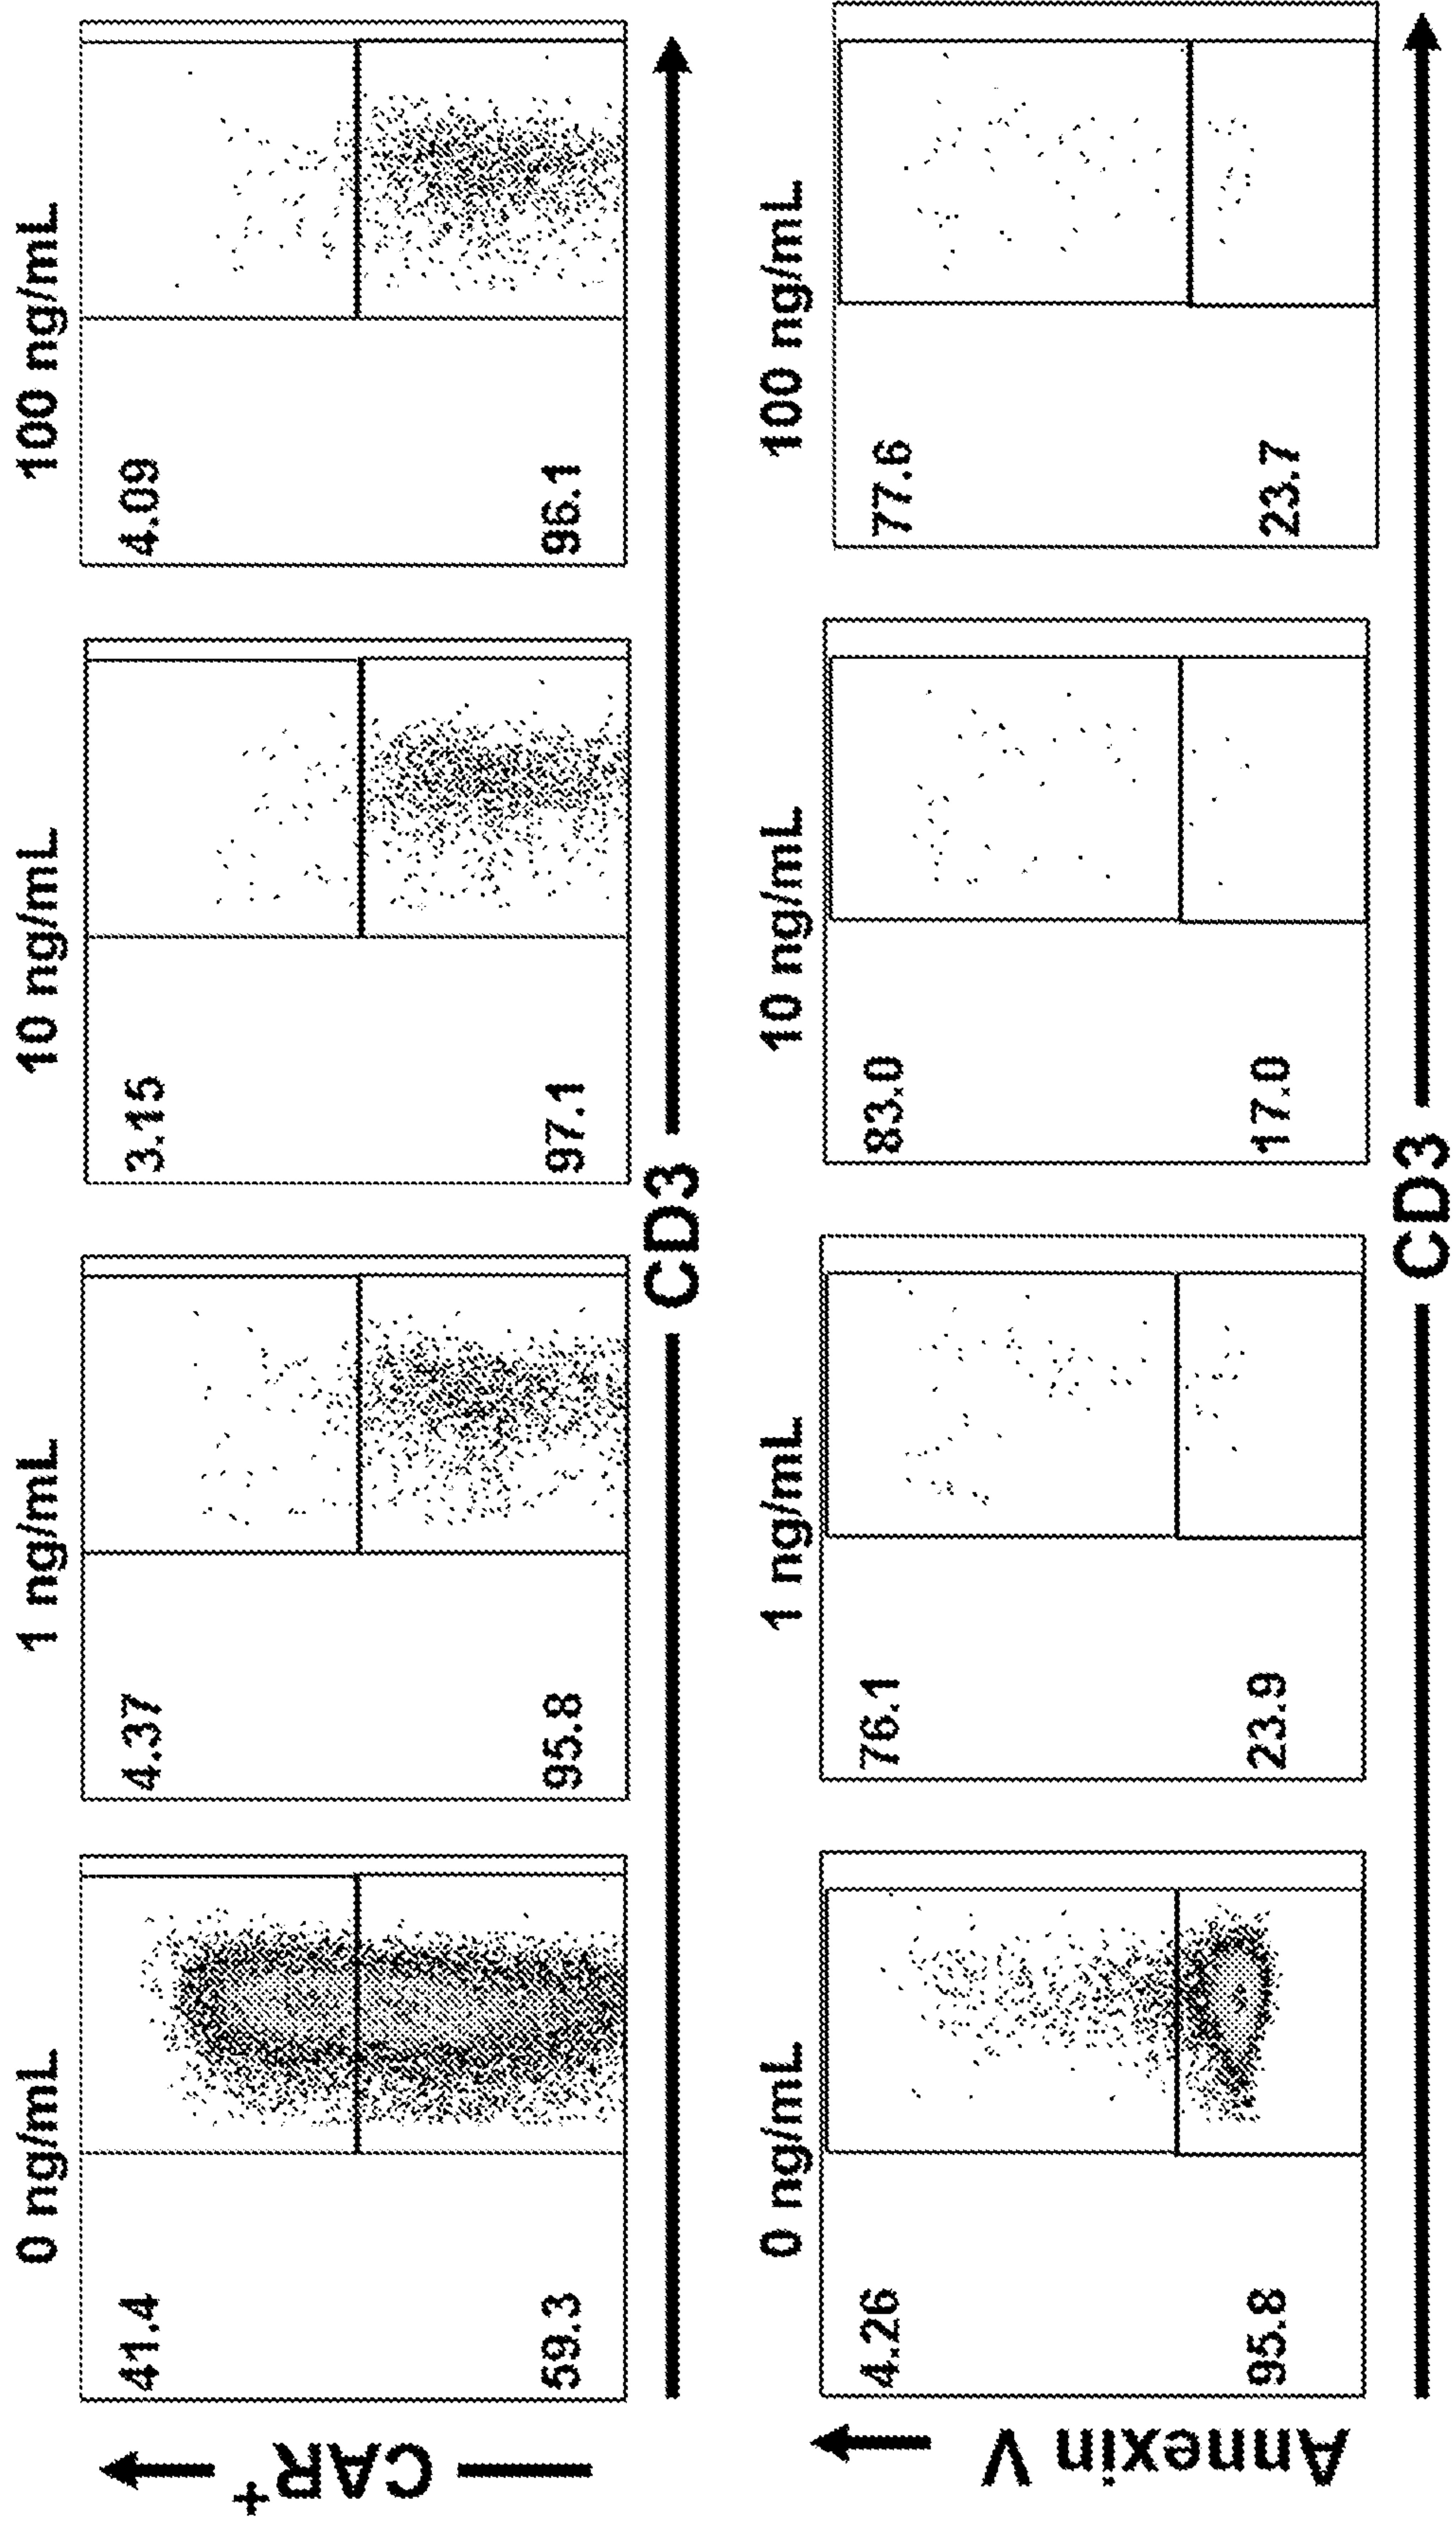 0 ng/mL 1 ng/mL 10 ng/mL 100 ng/mL
41.4 4.37 3.15 4.09
CAR+
59.3 95.8 97.1 96.1
CD3
0 ng/mL 1 ng/mL 10 ng/mL 100 ng/mL
4.26 76.1 83.0 77.6
Annexin V
95.8 23.9 17.0 23.7
CD3